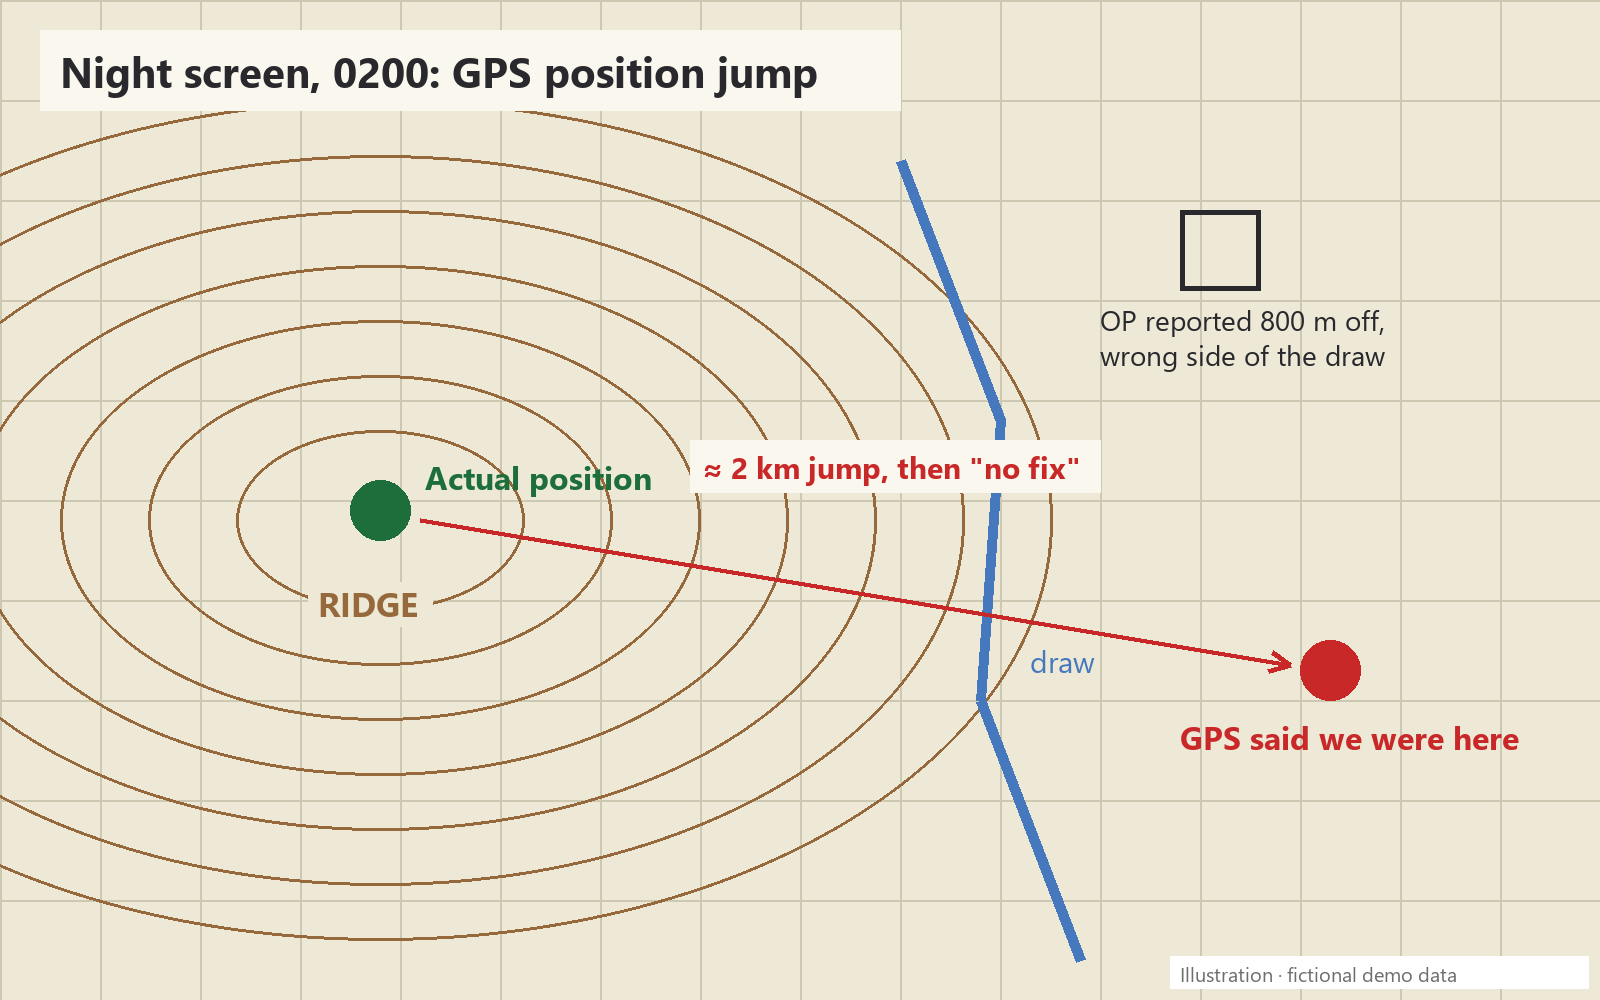 Night screen, 0200: GPS position jump
OP reported 800 m off,
wrong side of the draw
≈ 2 km jump, then "no fix"
Actual position
RIDGE
draw
GPS said we were here
Illustration · fictional demo data